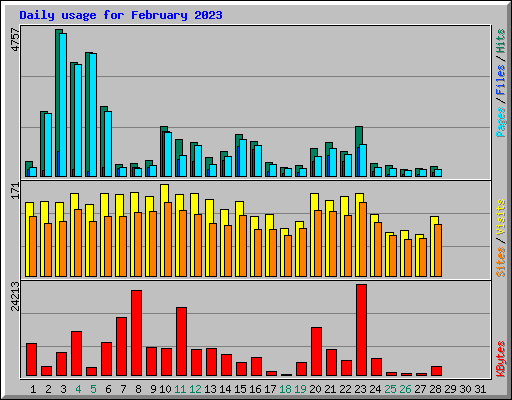 Daily usage for February 2023
4757
Pages / Files / Hits
171
Sites / Visits
24213
KBytes
1 2 3 4 5 6 7 8 9 10 11 12 13 14 15 16 17 18 19 20 21 22 23 24 25 26 27 28 29 30 31